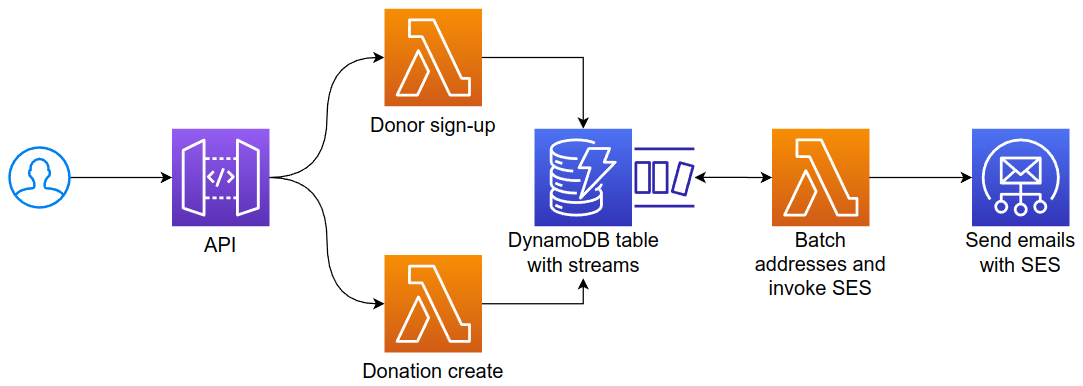 Donor sign-up
API
</>
DynamoDB table
with streams
Batch
addresses and
invoke SES
Send emails
with SES
Donation create